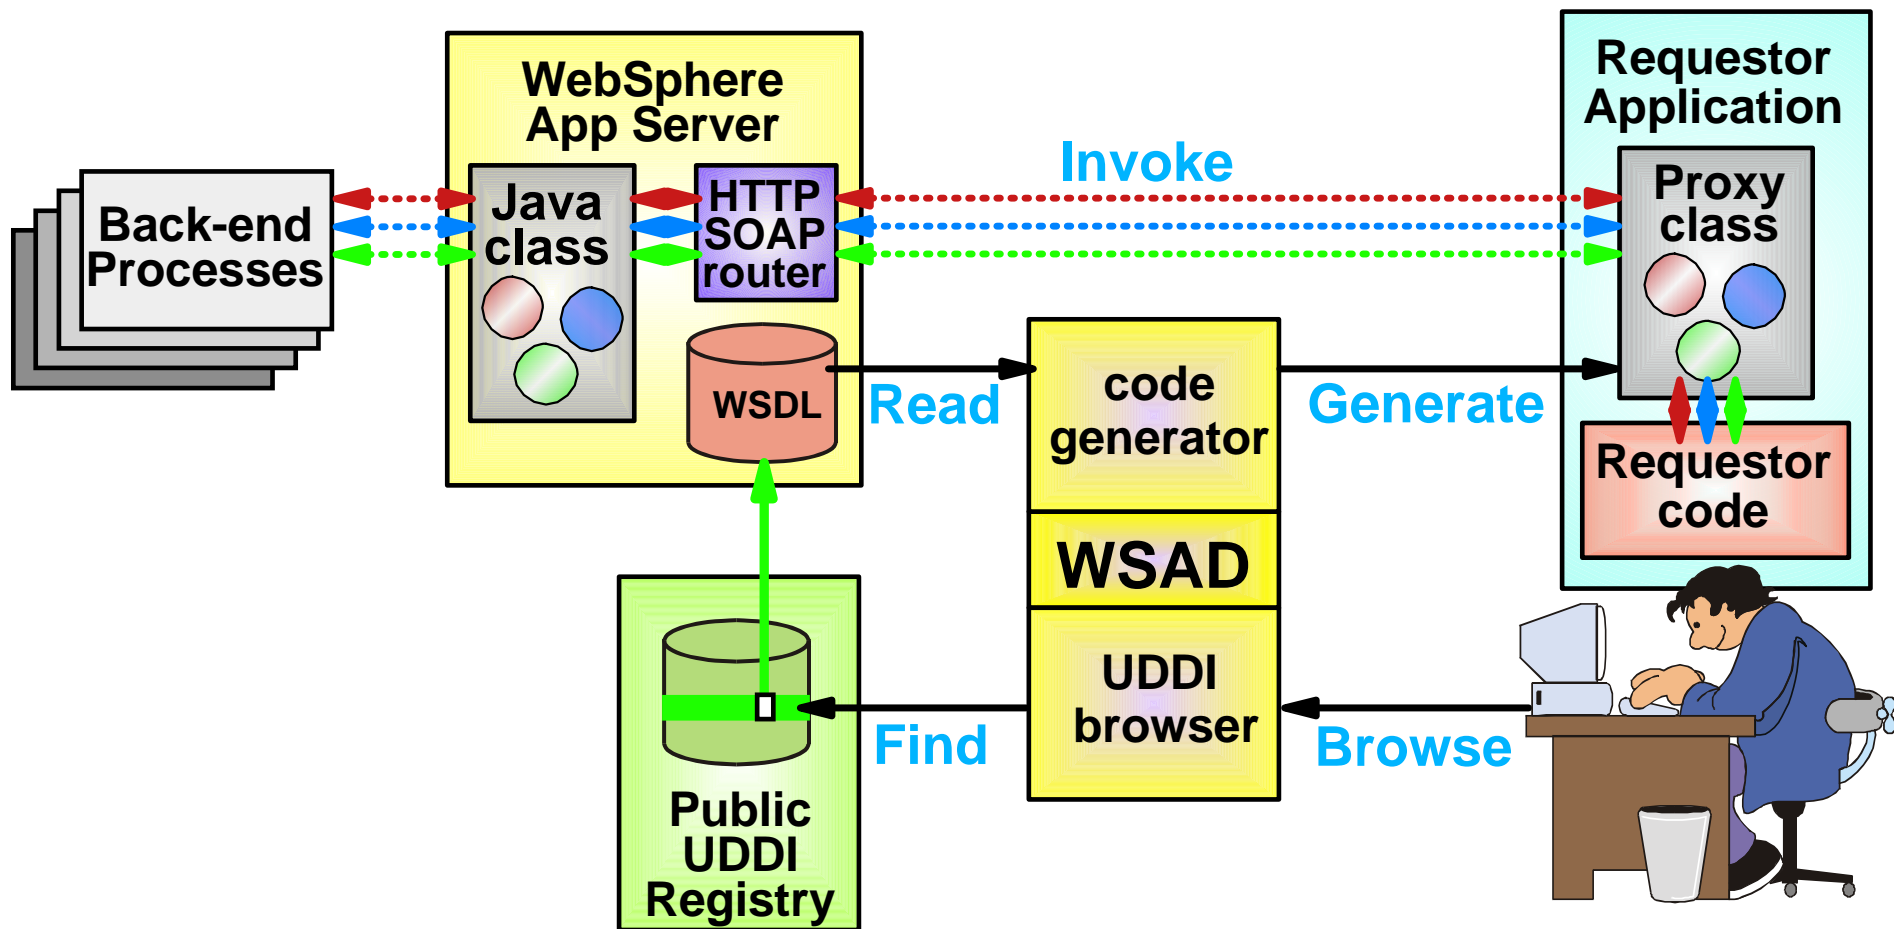 WebSphere
App Server
Requestor
Application
Back-end
Processes
Java
class
HTTP
SOAP
router
Invoke
Proxy
class
WSDL
Read
code
generator
Generate
Requestor
code
WSAD
UDDI
browser
Find
Browse
Public
UDDI
Registry